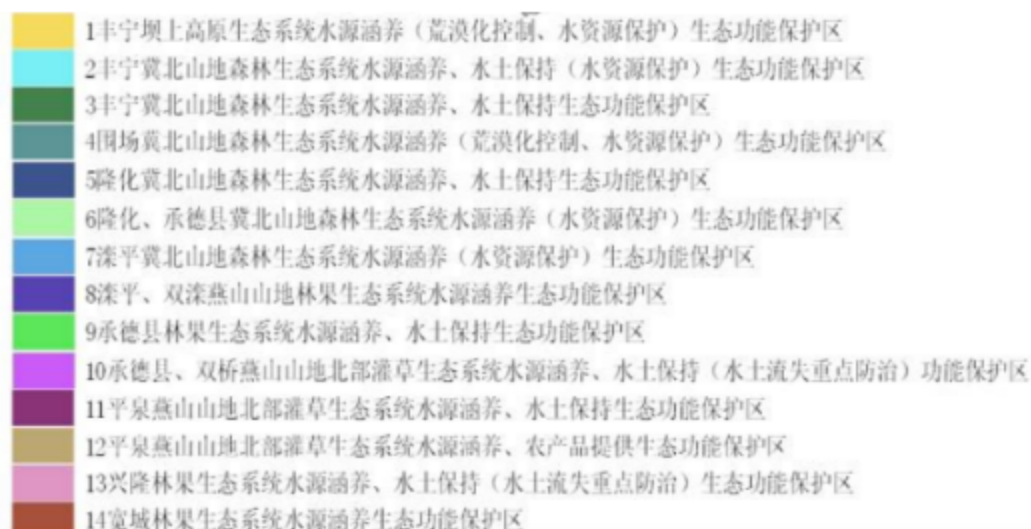 1丰宁坝上高原生态系统水源涵养（荒漠化控制、水资源保护）生态功能保护区
2丰宁冀北山地森林生态系统水源涵养、水土保持（水资源保护）生态功能保护区
3丰宁冀北山地森林生态系统水源涵养、水土保持生态功能保护区
4围场冀北山地森林生态系统水源涵养（荒漠化控制、水资源保护）生态功能保护区
5隆化冀北山地森林生态系统水源涵养、水土保持生态功能保护区
6隆化、承德县冀北山地森林生态系统水源涵养（水资源保护）生态功能保护区
7滦平冀北山地森林生态系统水源涵养（水资源保护）生态功能保护区
8滦平、双滦燕山山地林果生态系统水源涵养生态功能保护区
9承德县林果生态系统水源涵养、水土保持生态功能保护区
10承德县、双桥燕山山地北部灌草生态系统水源涵养、水土保持（水土流失重点防治）功能保护区
11平泉燕山山地北部灌草生态系统水源涵养、水土保持生态功能保护区
12平泉燕山山地北部灌草生态系统水源涵养、农产品提供生态功能保护区
13兴隆林果生态系统水源涵养、水土保持（水土流失重点防治）生态功能保护区
14宽城林果生态系统水源涵养生态功能保护区